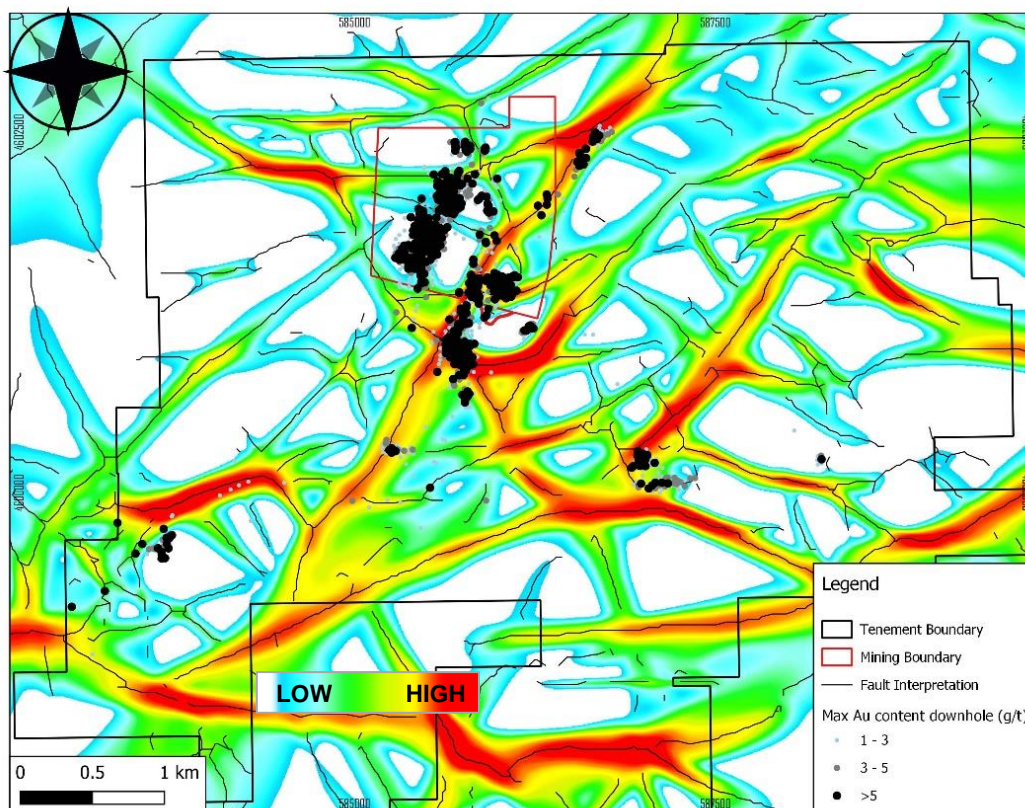 585000
587500
4602500
4600000
LOW HIGH
Legend
Tenement Boundary
Mining Boundary
Fault Interpretation
Max Au content downhole (g/t)
1 - 3
3 - 5
>5
0 0.5 1 km
585000
587500